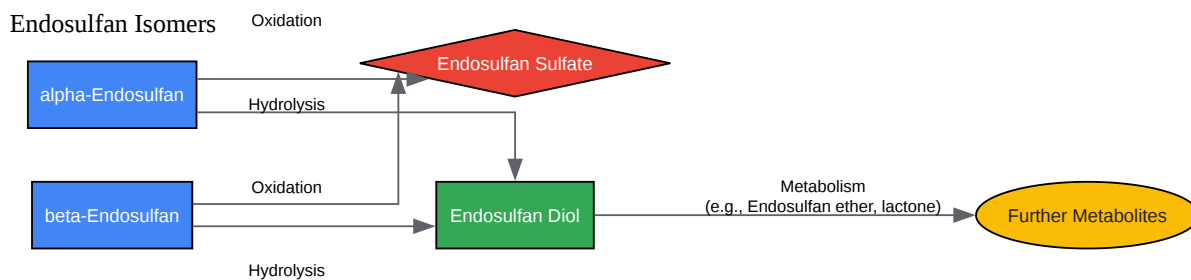 Endosulfan Isomers
Oxidation
Endosulfan Sulfate
alpha-Endosulfan
Hydrolysis
Oxidation
beta-Endosulfan
Endosulfan Diol
Metabolism
(e.g., Endosulfan ether, lactone)
Further Metabolites
Hydrolysis